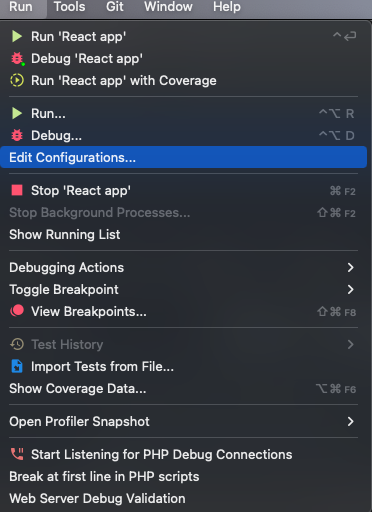 Run Tools Git Window Help
Run 'React app' ^⏎
Debug 'React app'
Run 'React app' with Coverage
Run... ^⌥ R
Debug... ^⌥ D
Edit Configurations...
Stop 'React app' ⌘ F2
Stop Background Processes... ⇧⌘ F2
Show Running List
Debugging Actions
Toggle Breakpoint
View Breakpoints... ⇧⌘ F8
Test History
Import Tests from File...
Show Coverage Data... ⌥⌘ F6
Open Profiler Snapshot
Start Listening for PHP Debug Connections
Break at first line in PHP scripts
Web Server Debug Validation